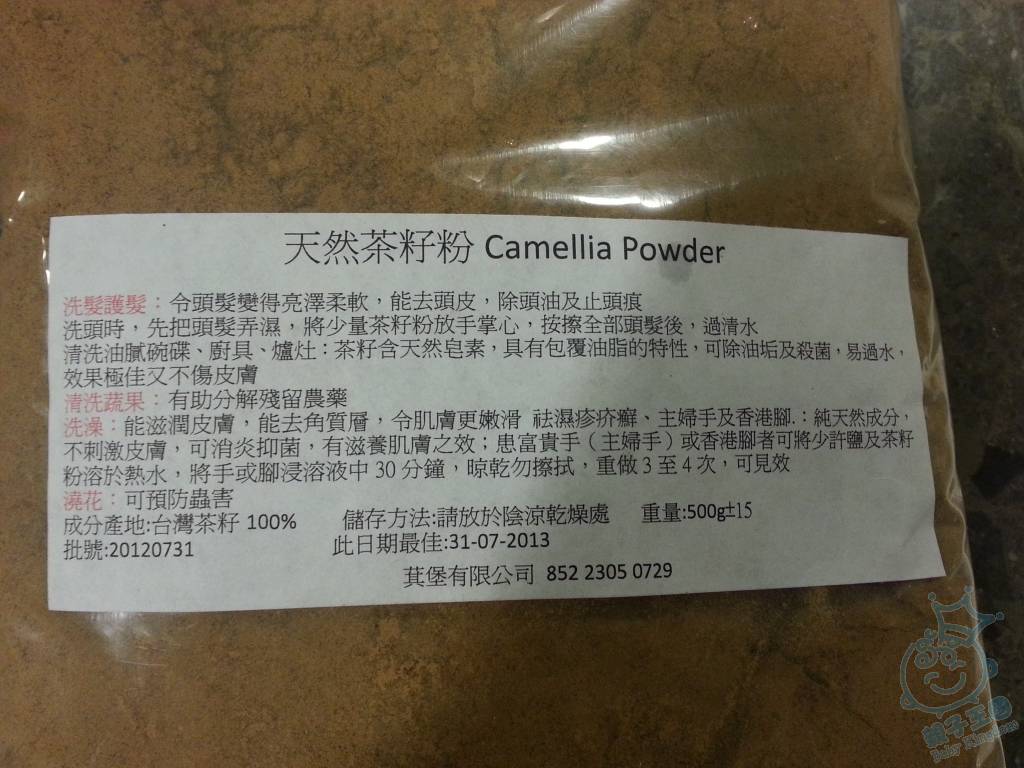 天然茶籽粉 Camellia Powder
洗髮護髮：令頭髮變得亮澤柔軟，能去頭皮，除頭油及止頭痕
洗頭時，先把頭髮弄濕，將少量茶籽粉放手掌心，按擦全部頭髮後，過清水
清洗油膩碗碟、廚具、爐灶：茶籽含天然皂素，具有包覆油脂的特性，可除油垢及殺菌，易過水，
效果極佳又不傷皮膚
清洗蔬果：有助分解殘留農藥
洗澡：能滋潤皮膚，能去角質層，令肌膚更嫩滑 祛濕疹疥癬、主婦手及香港腳.：純天然成分，
不刺激皮膚，可消炎抑菌，有滋養肌膚之效；患富貴手（主婦手）或香港腳者可將少許鹽及茶籽
粉溶於熱水，將手或腳浸溶液中 30 分鐘，晾乾勿擦拭，重做 3 至 4 次，可見效
澆花：可預防蟲害
成分產地:台灣茶籽 100% 儲存方法:請放於陰涼乾燥處 重量:500g±15
批號:20120731 此日期最佳:31-07-2013
萁堡有限公司 852 2305 0729
親子王國
Baby Kingdom